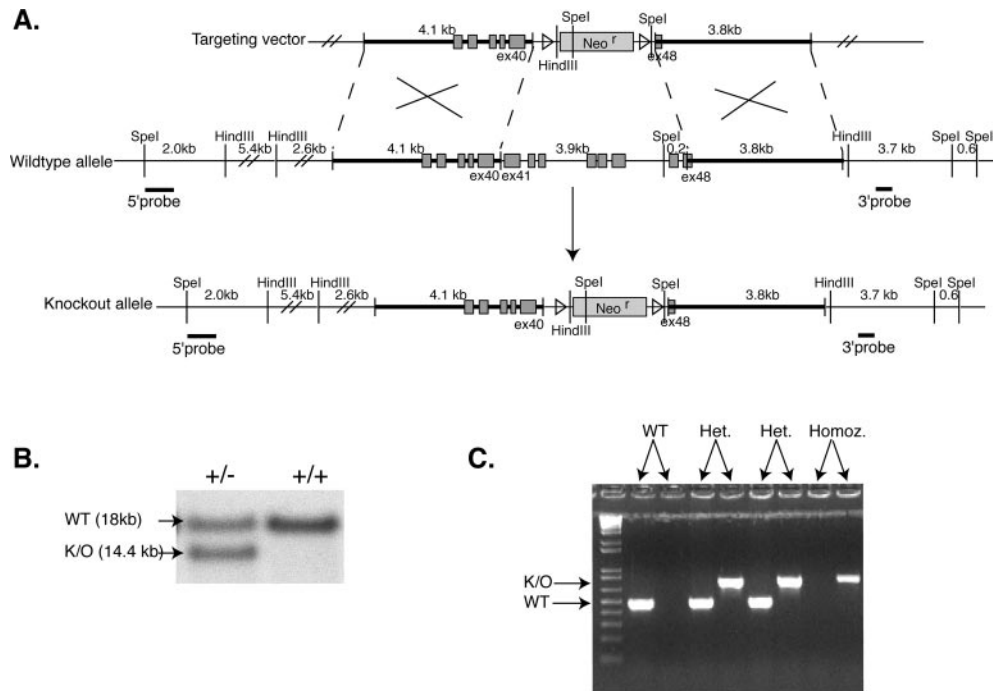 A.
SpeI SpeI
4.1 kb 3.8kb
Targeting vector
Neo r
ex40 ex48
HindIII
SpeI HindIII HindIII SpeI HindIII SpeI SpeI
2.0kb 5.4kb 2.6kb 4.1 kb 3.9kb 0.2 3.8kb 3.7 kb 0.6
Wildtype allele
ex40 ex41 ex48
5'probe 3'probe
SpeI HindIII HindIII SpeI SpeI HindIII SpeI SpeI
2.0kb 5.4kb 2.6kb 4.1 kb 3.8kb 3.7 kb 0.6
Knockout allele
Neo r
ex40 ex48
HindIII
5'probe 3'probe
B.
+/- +/+
WT (18kb)
K/O (14.4 kb)
C.
WT Het. Het. Homoz.
K/O
WT